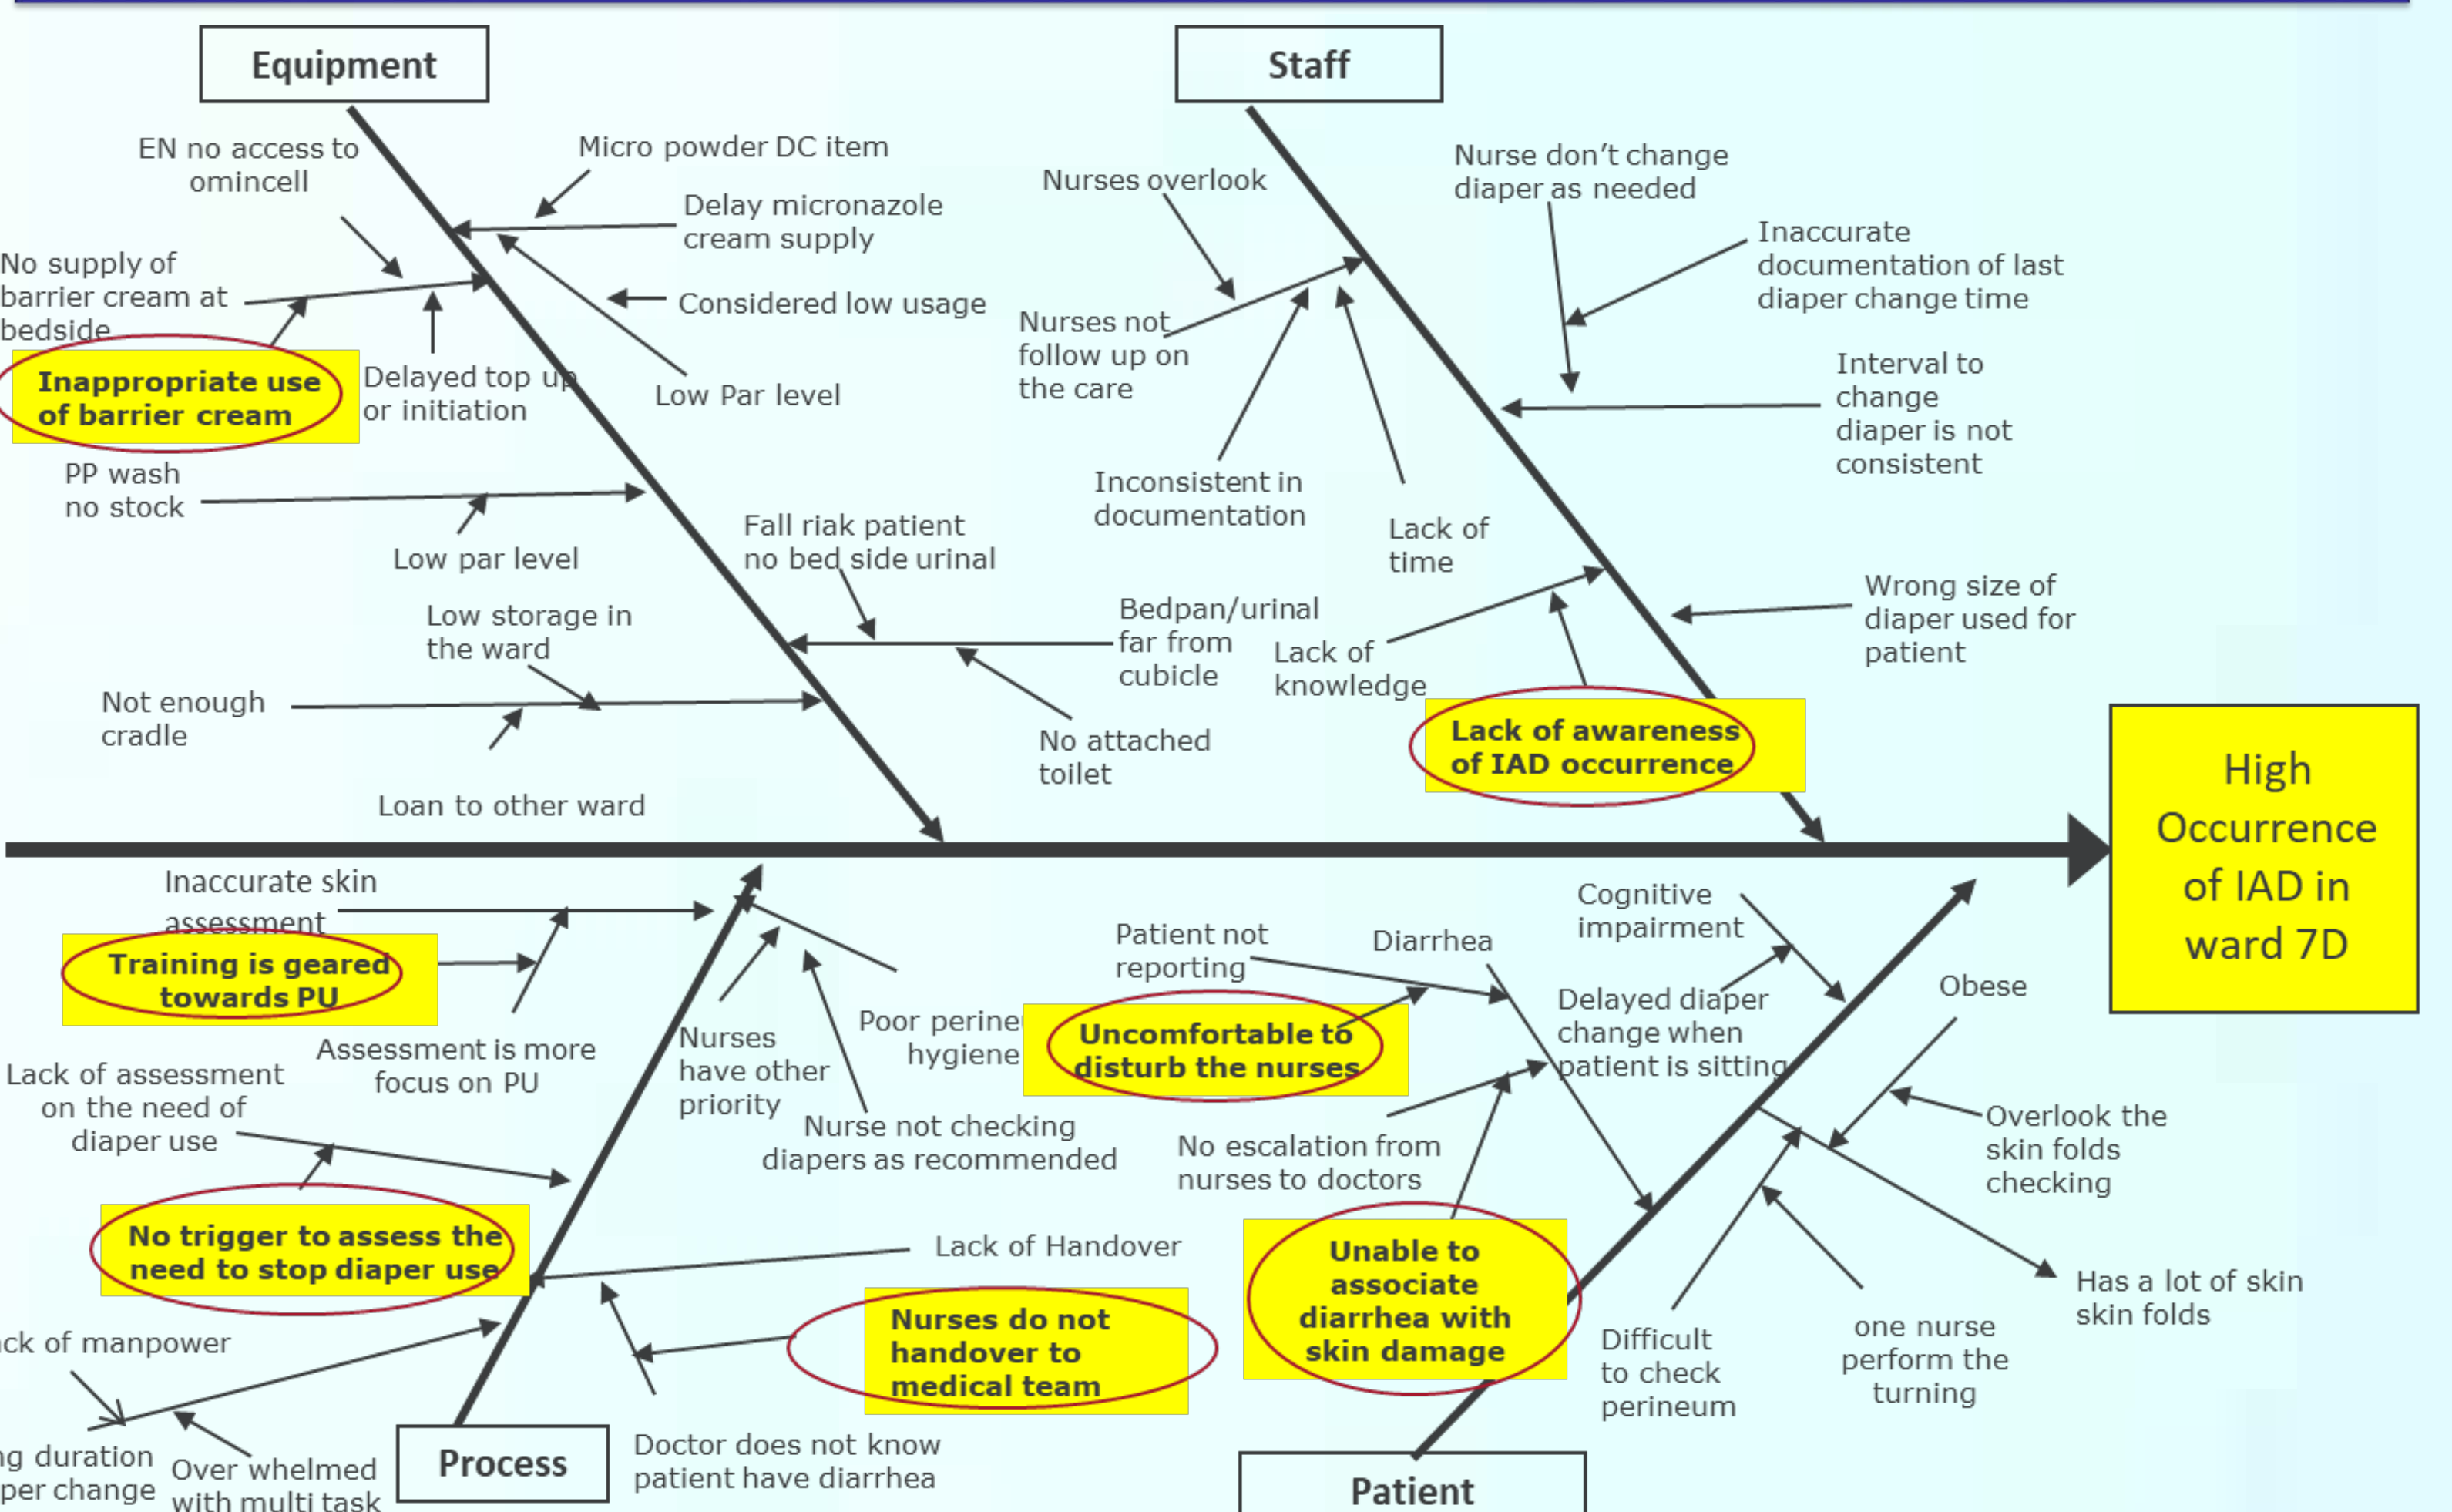 Equipment
EN no access to
omincell
Micro powder DC item
Delay micronazole
cream supply
No supply of
barrier cream at
bedside
Considered low usage
Inappropriate use
of barrier cream
Delayed top up
or initiation
Low Par level
PP wash
no stock
Low par level
Fall riak patient
no bed side urinal
Low storage in
the ward
Bedpan/urinal
far from
cubicle
Not enough
cradle
No attached
toilet
Loan to other ward
Staff
Nurses overlook
Nurse don’t change
diaper as needed
Inaccurate
documentation of last
diaper change time
Nurses not
follow up on
the care
Interval to
change
diaper is not
consistent
Inconsistent in
documentation
Lack of
time
Lack of
knowledge
Wrong size of
diaper used for
patient
Lack of awareness
of IAD occurrence
High
Occurrence
of IAD in
ward 7D
Inaccurate skin
assessment
Training is geared
towards PU
Assessment is more
focus on PU
Nurses
have other
priority
Poor
hygiene
Nurse not checking
diapers as recommended
Lack of assessment
on the need of
diaper use
No trigger to assess the
need to stop diaper use
Lack of Handover
Nurses do not
handover to
medical team
of manpower
duration
change
Over whelmed
with multi task
Process
Doctor does not know
patient have diarrhea
Patient not
reporting
Diarrhea
Cognitive
impairment
Uncomfortable to
disturb the nurses
Delayed diaper
change when
patient is sitting
Obese
No escalation from
nurses to doctors
Overlook the
skin folds
checking
Unable to
associate
diarrhea with
skin damage
Difficult
to check
perineum
one nurse
perform the
turning
Has a lot of skin
skin folds
Patient